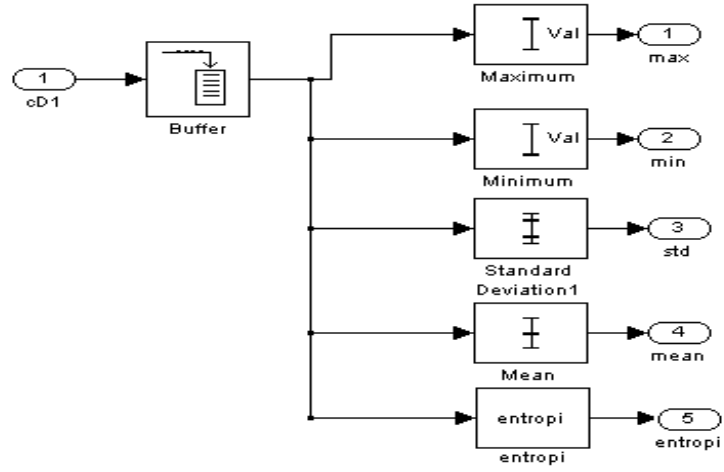 1
cD1
Buffer
Val
Maximum
1
max
Val
Minimum
2
min
Standard
Deviation1
3
std
Mean
4
mean
entropi
entropi
5
entropi